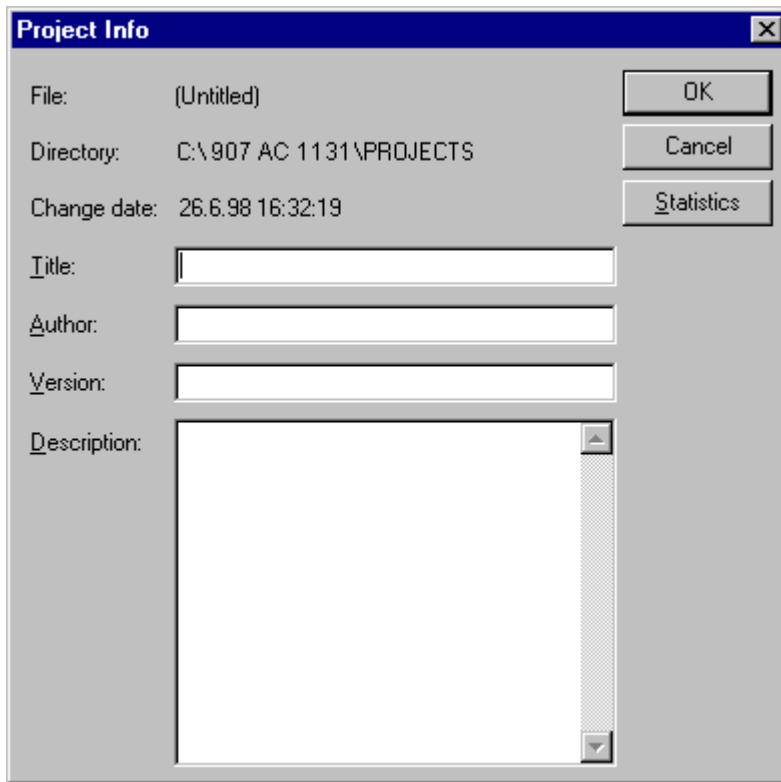 Project Info
File: (Untitled)
OK
Directory: C:\907 AC 1131\PROJECTS
Cancel
Change date: 26.6.98 16:32:19
Statistics
Title:
Author:
Version:
Description: